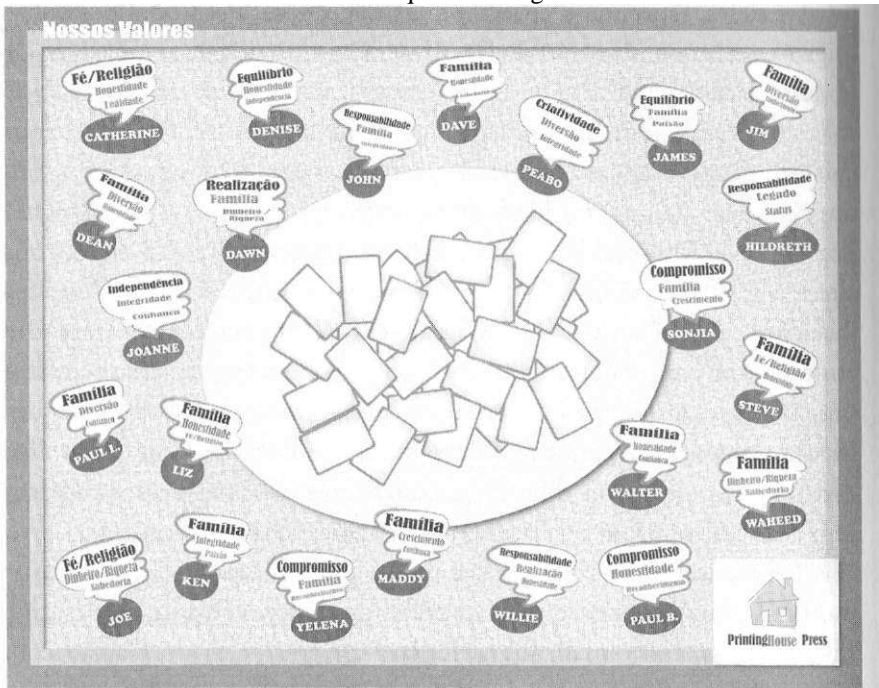 Nossos Valores
Fé/Religião
Honestidade
Lealdade
CATHERINE
Equilíbrio
Honestidade
Independência
DENISE
Responsabilidade
Família
Integridade
JOHN
Família
Honestidade
DAVE
Criatividade
Diversão
Integridade
PEABO
Equilíbrio
Família
Paixão
JAMES
Família
Diversão
JIM
Família
Diversão
Honestidade
DEAN
Realização
Família
Dinheiro/
Riqueza
DAWN
Responsabilidade
Legado
Status
HILDRETH
Independência
Integridade
Confiança
JOANNE
Compromisso
Família
Crescimento
SONJIA
Família
Fé/Religião
Honestidade
STEVE
Família
Diversão
Confiança
PAUL L.
Família
Honestidade
Fé/Religião
LIZ
Família
Honestidade
Confiança
WALTER
Família
Dinheiro/Riqueza
Sabedoria
WAHEED
Fé/Religião
Dinheiro/Riqueza
Sabedoria
JOE
Família
Integridade
Paixão
KEN
Compromisso
Família
Reconhecimento
YELENA
Família
Crescimento
Confiança
MADDY
Responsabilidade
Realização
Honestidade
WILLIE
Compromisso
Honestidade
Reconhecimento
PAUL B.
PrintingHouse Press